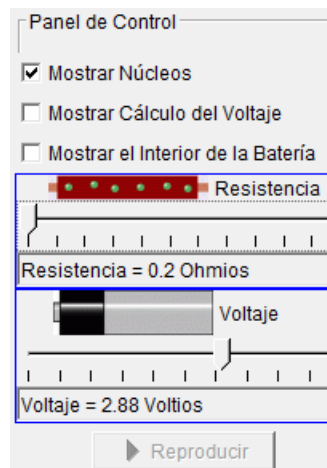 Panel de Control
Mostrar Núcleos
Mostrar Cálculo del Voltaje
Mostrar el Interior de la Batería
Resistencia
Resistencia = 0.2 Ohmios
Voltaje
Voltaje = 2.88 Voltios
Reproducir